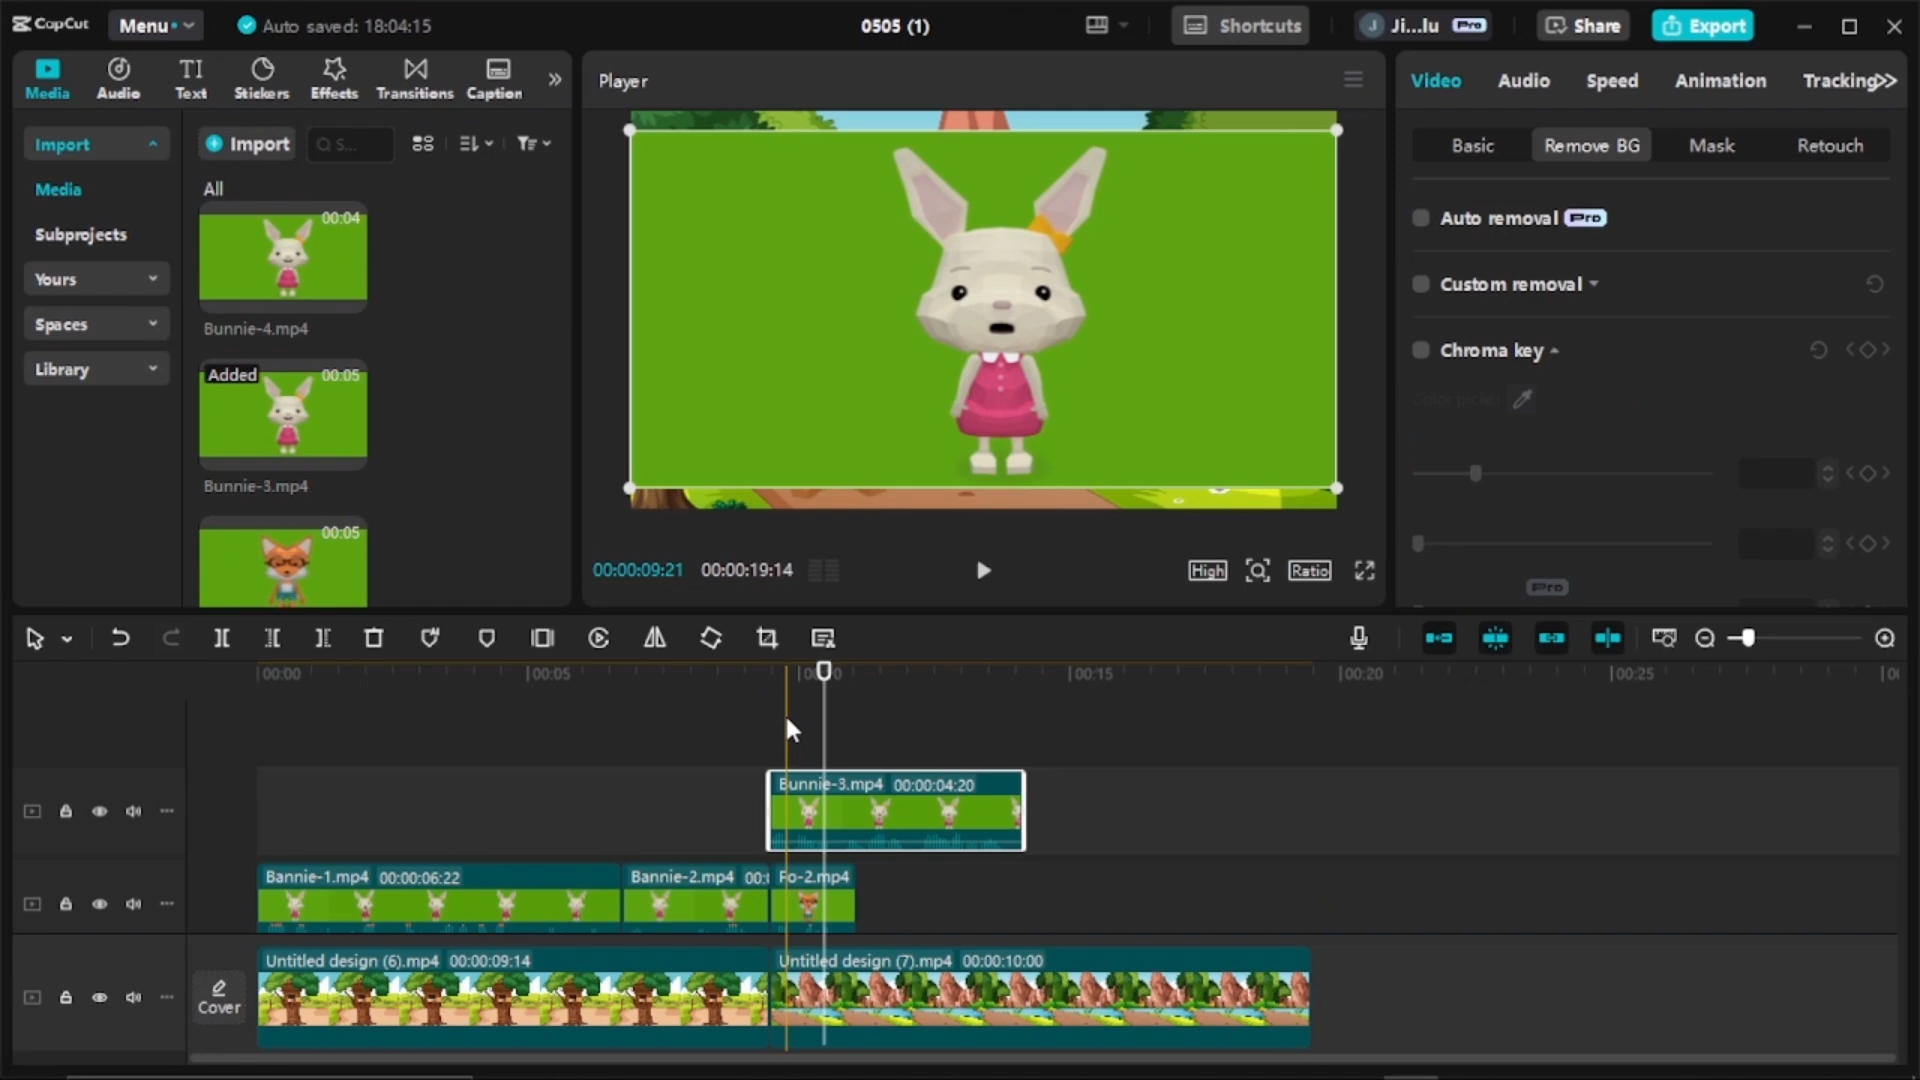 CapCut Menu Auto saved: 18:04:15 0505 (1) Shortcuts Ji...lu Pro Share Export
Media Audio Text Stickers Effects Transitions Caption
Player
Video Audio Speed Animation Tracking
Import
Media
Subprojects
Yours
Spaces
Library
Import S...
All
00:04
Bunnie-4.mp4
Added 00:05
Bunnie-3.mp4
00:05
00:00:09:21 00:00:19:14 High Ratio
Basic Remove BG Mask Retouch
Auto removal Pro
Custom removal
Chroma key
Color picker
Pro
00:00 00:05 00:15 00:20 00:25
Bunnie-3.mp4 00:00:04:20
Bannie-1.mp4 00:00:06:22 Bannie-2.mp4 Fo-2.mp4
Cover
Untitled design (6).mp4 00:00:09:14 Untitled design (7).mp4 00:00:10:00